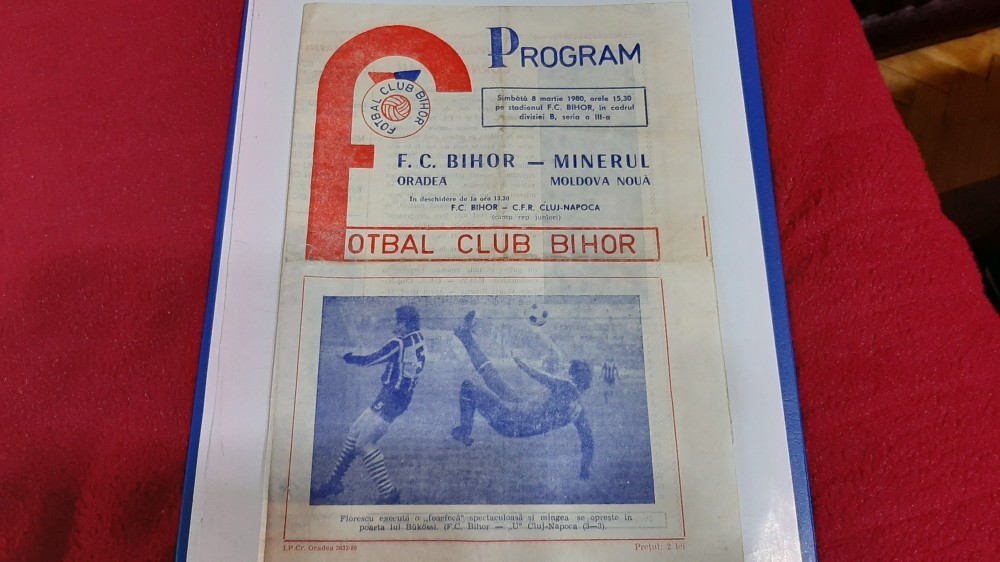 PROGRAM
FOTBAL CLUB BIHOR
Sîmbătă 8 martie 1980, orele 15,30
pe stadionul F.C. BIHOR, în cadrul
diviziei B, seria a III-a
F. C. BIHOR — MINERUL
ORADEA MOLDOVA NOUĂ
În deschidere de la ora 13.30
F.C. BIHOR — C.F.R. CLUJ-NAPOCA
(camp. rep. juniori)
fOTBAL CLUB BIHOR
5
Florescu execută o „foarfecă" spectaculoasă și mingea se oprește în
poarta lui Bükössi. (F.C. Bihor — „U" Cluj-Napoca (3—3).
I.P.Cr. Oradea
Prețul: 2 lei